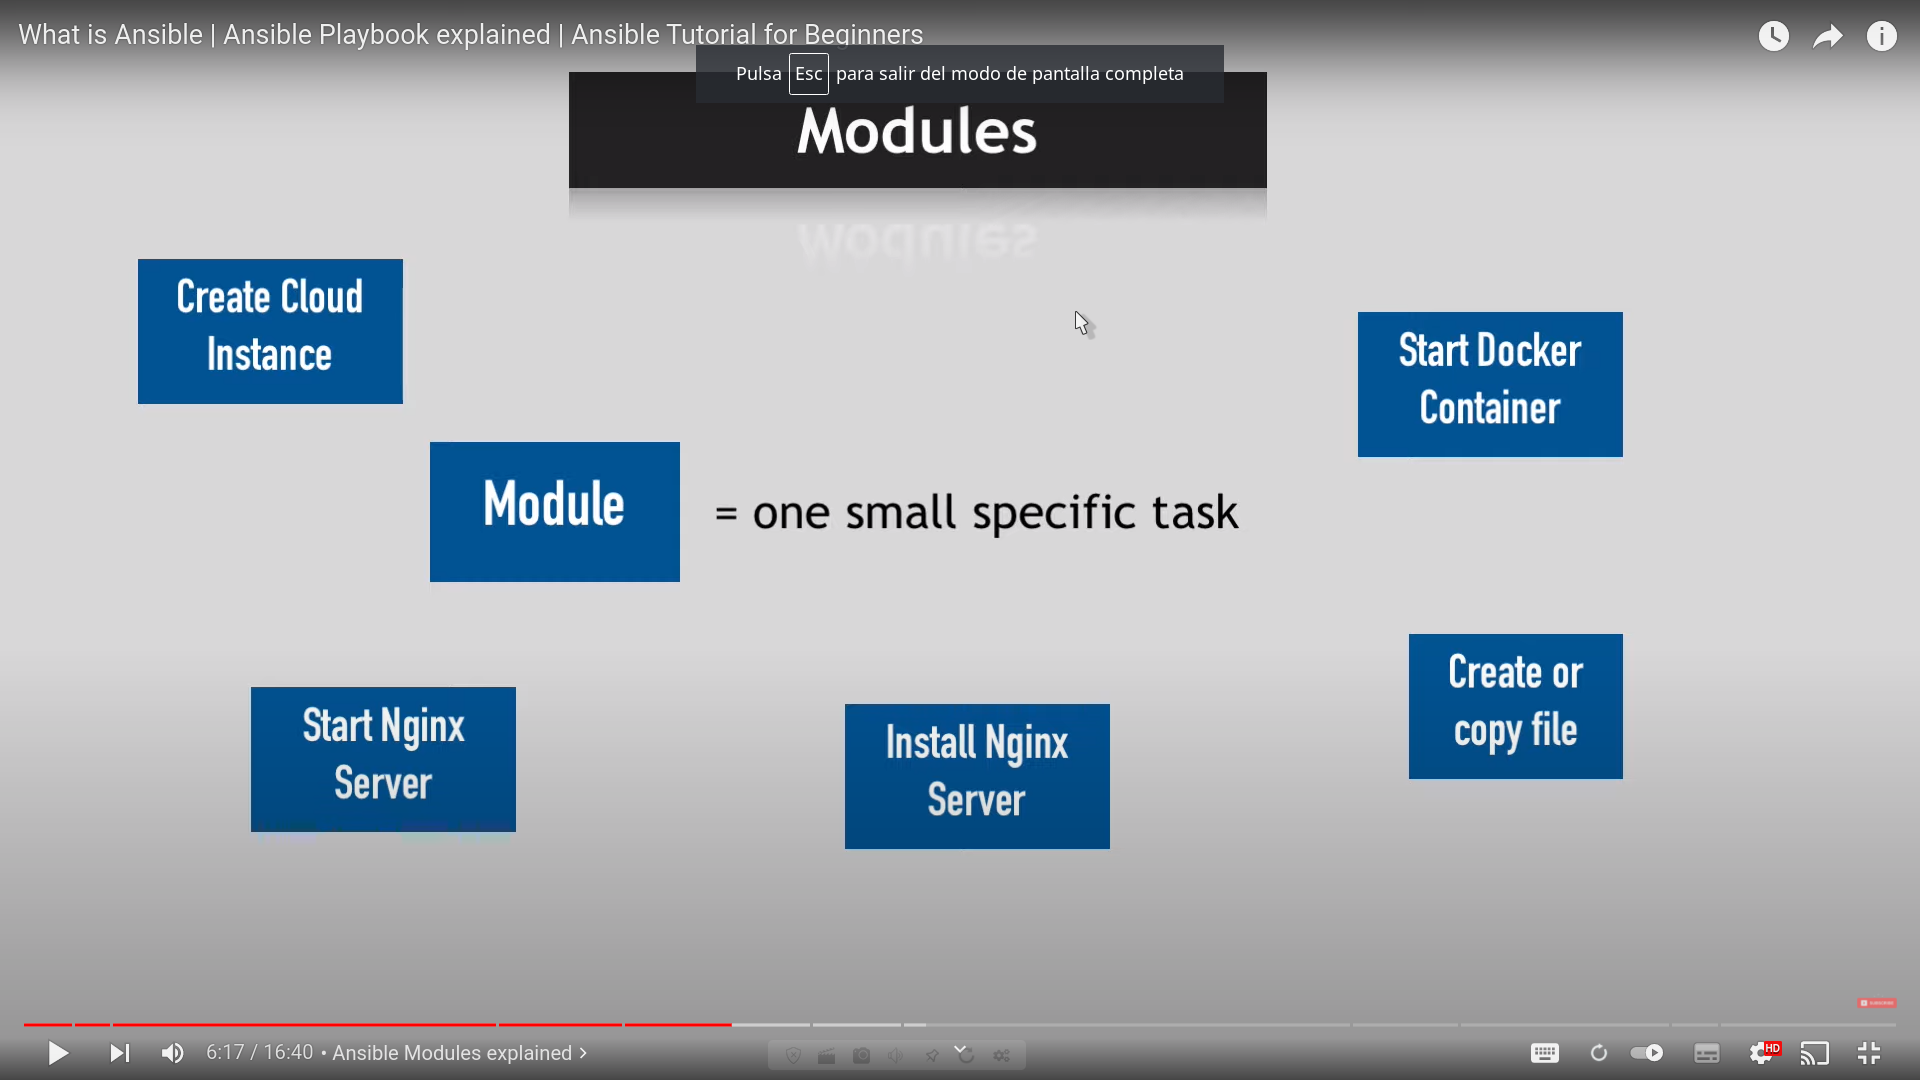 What is Ansible | Ansible Playbook explained | Ansible Tutorial for Beginners
Pulsa Esc para salir del modo de pantalla completa
Modules
Create Cloud
Instance
Start Docker
Container
Module
= one small specific task
Create or
copy file
Start Nginx
Server
Install Nginx
Server
SUBSCRIBE
6:17 / 16:40 • Ansible Modules explained >
HD